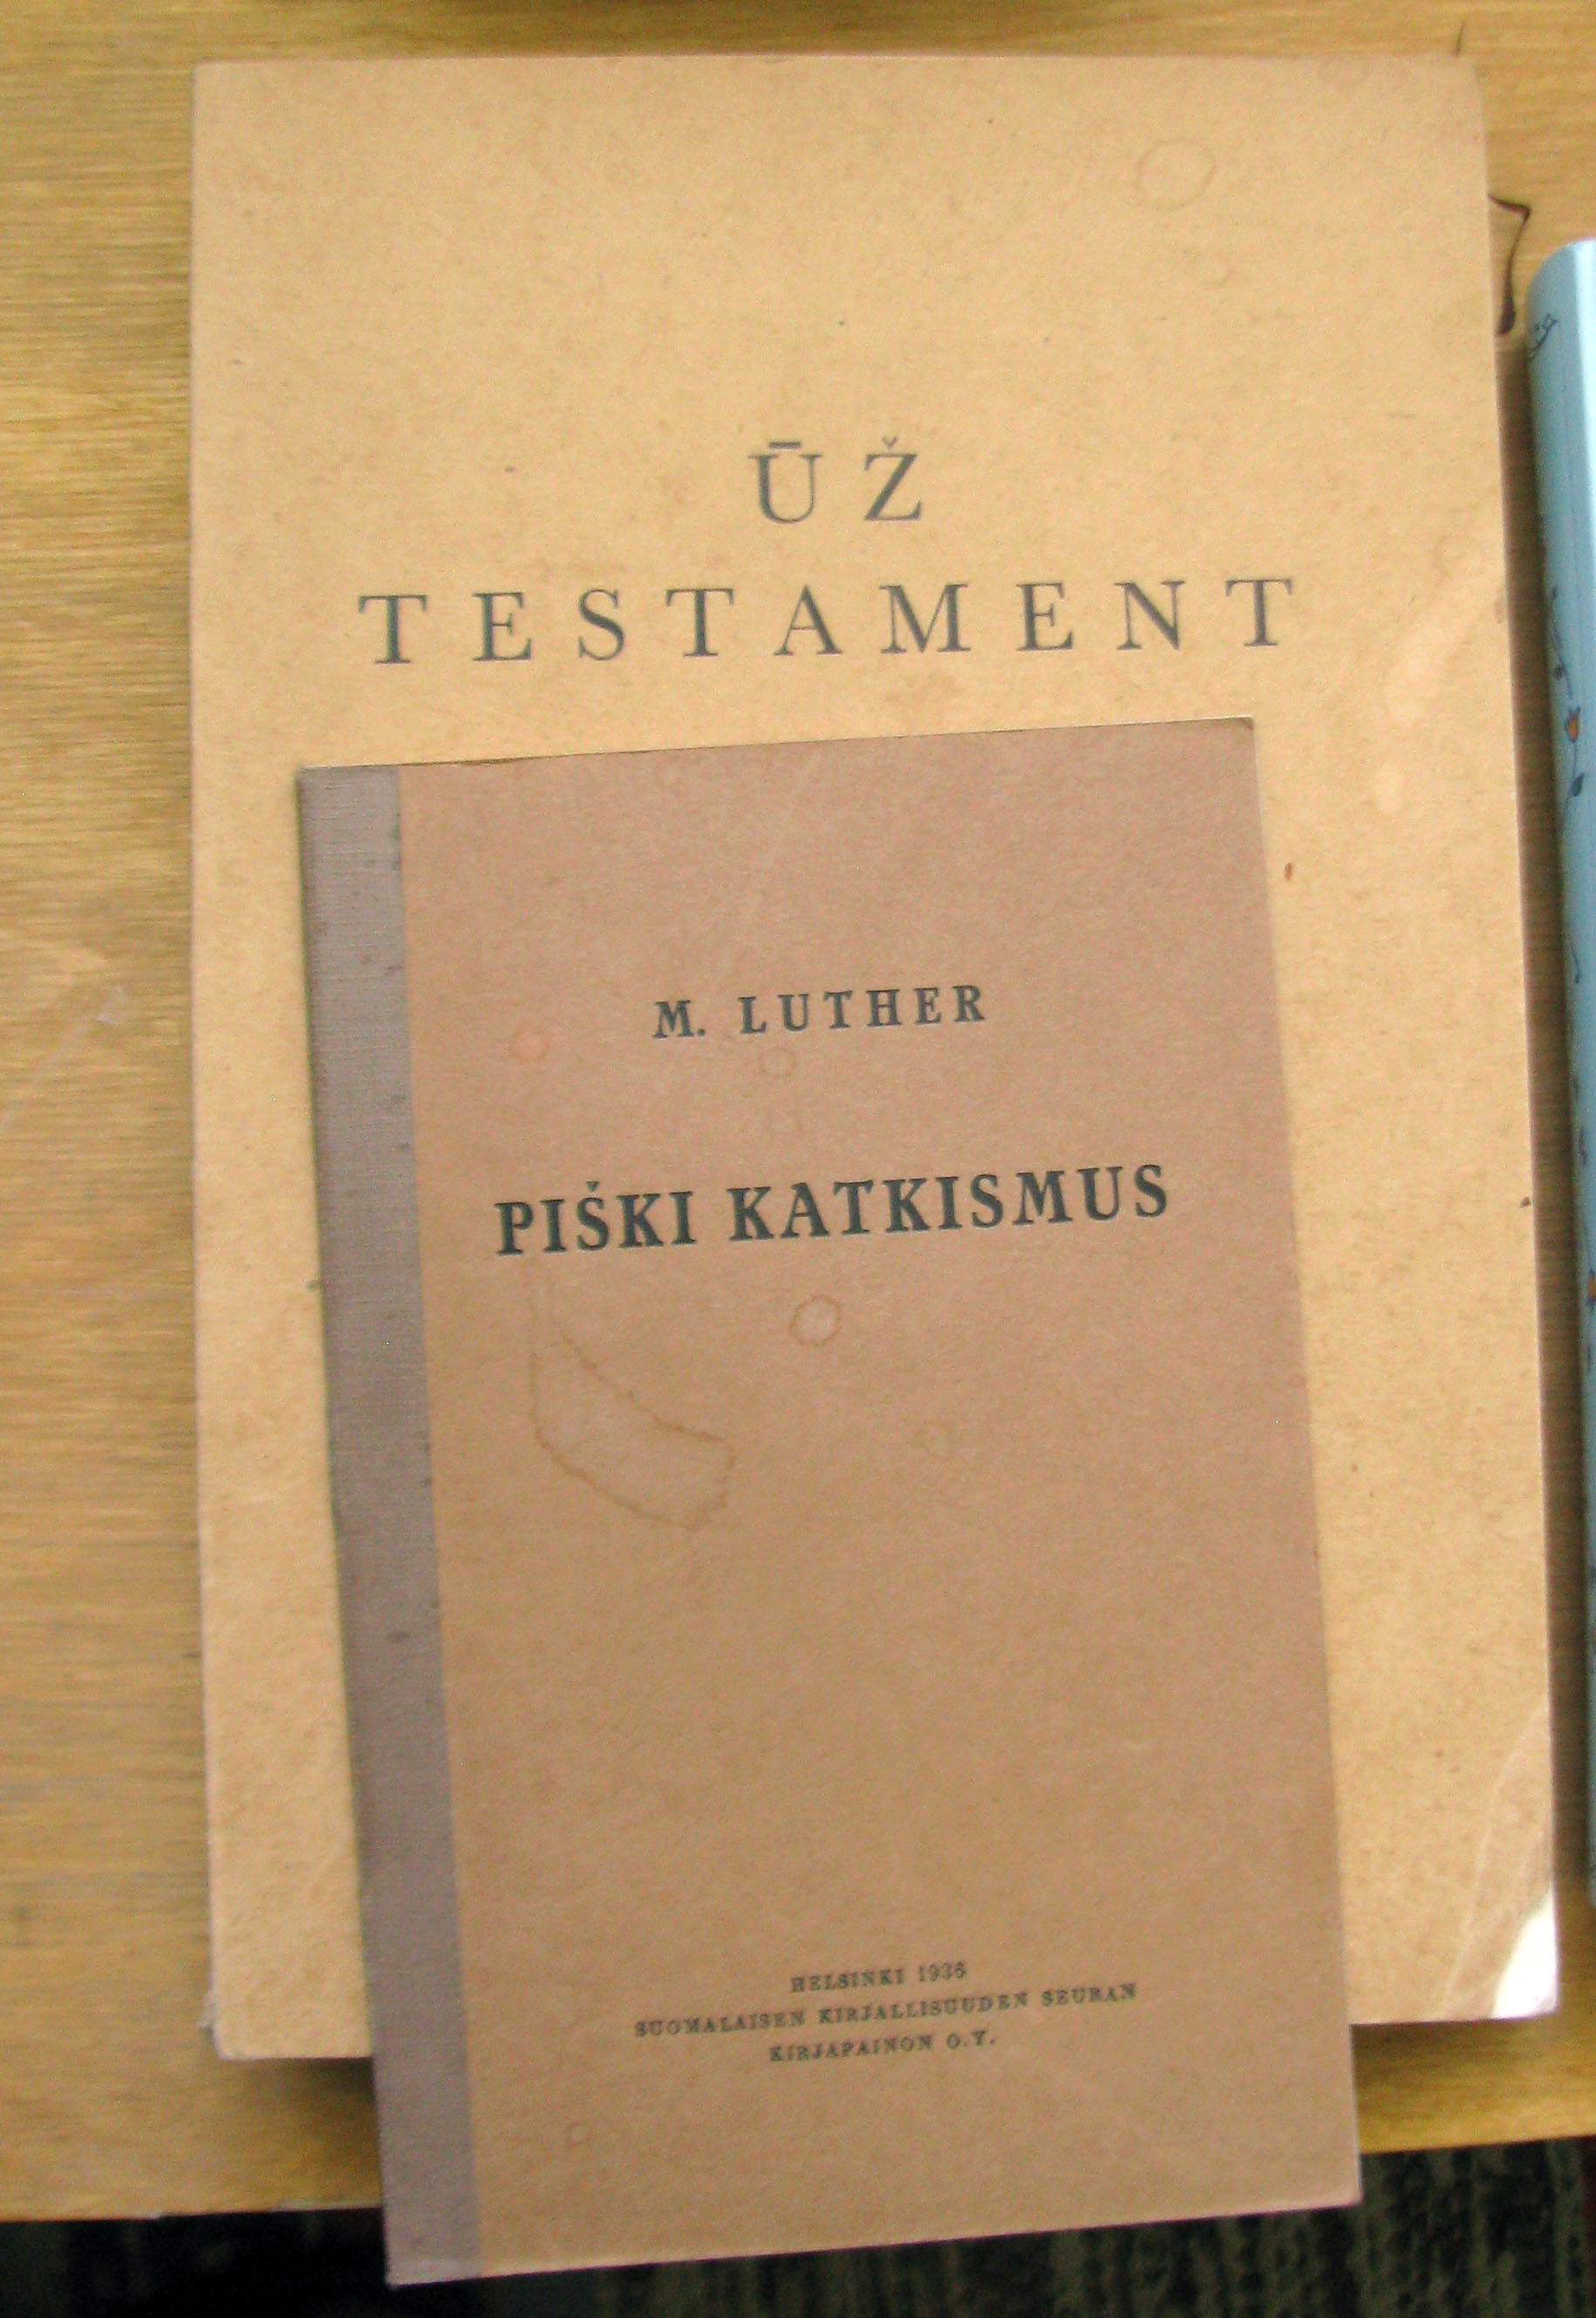 ŪŽ
TESTAMENT
M. LUTHER
PIŠKI KATKISMUS
HELSINKI 1936
SUOMALAISEN KIRJALLISUUDEN SEURAN
KIRJAPAINON O.Y.